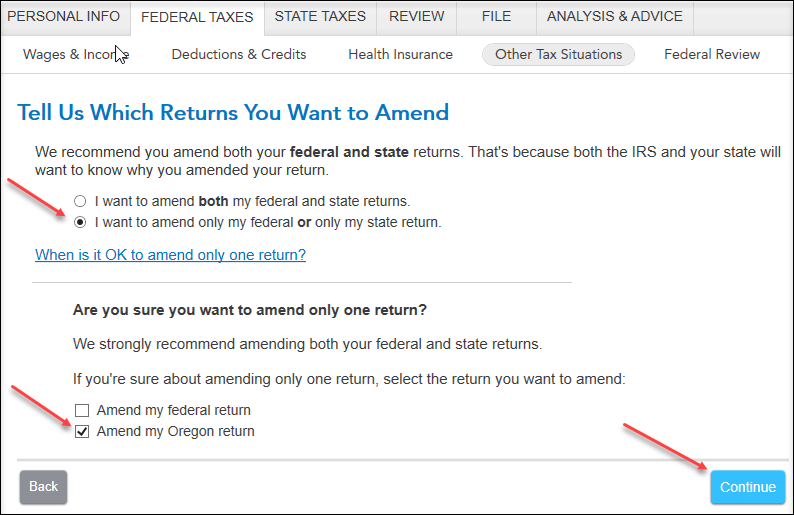 PERSONAL INFO FEDERAL TAXES STATE TAXES REVIEW FILE ANALYSIS & ADVICE
Wages & Income Deductions & Credits Health Insurance Other Tax Situations Federal Review
Tell Us Which Returns You Want to Amend
We recommend you amend both your federal and state returns. That's because both the IRS and your state will
want to know why you amended your return.
I want to amend both my federal and state returns.
I want to amend only my federal or only my state return.
When is it OK to amend only one return?
Are you sure you want to amend only one return?
We strongly recommend amending both your federal and state returns.
If you're sure about amending only one return, select the return you want to amend:
Amend my federal return
Amend my Oregon return
Back Continue